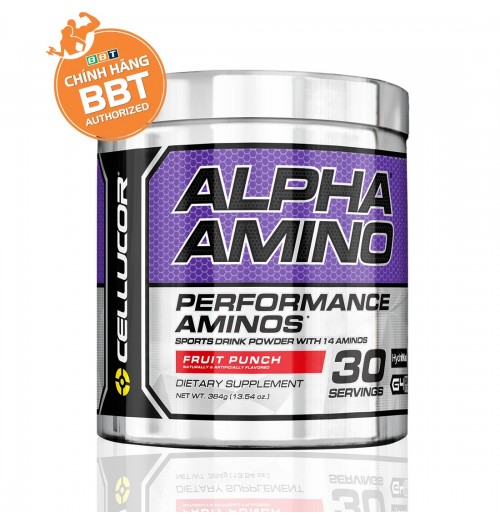 BBT
CHÍNH HÃNG
BBT
AUTHORIZED
CELLUCOR®
ALPHA
AMINO
PERFORMANCE
AMINOS*
SPORTS DRINK POWDER WITH 14 AMINOS
FRUIT PUNCH
NATURALLY & ARTIFICIALLY FLAVORED
DIETARY SUPPLEMENT
NET WT. 384g (13.54 oz.)
30
SERVINGS